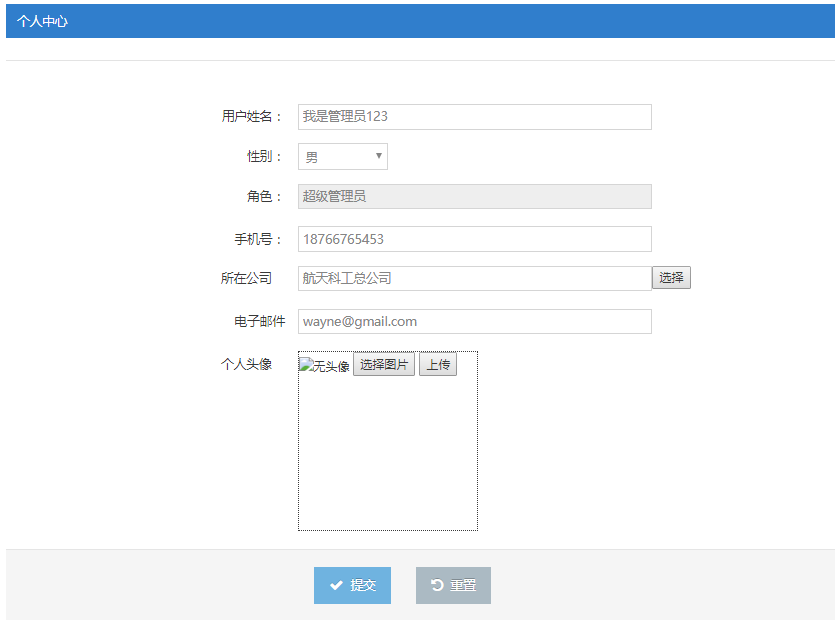 个人中心
用户姓名： 我是管理员123
性别： 男
角色： 超级管理员
手机号： 18766765453
所在公司 航天科工总公司 选择
电子邮件 wayne@gmail.com
个人头像 无头像 选择图片 上传
提交 重置